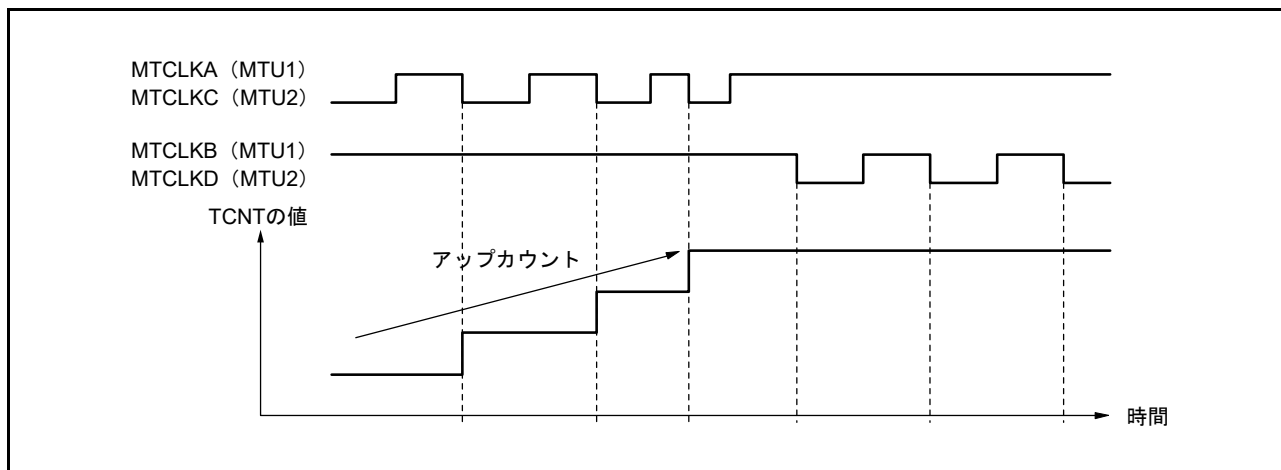 MTCLKA（MTU1）
MTCLKC（MTU2）
MTCLKB（MTU1）
MTCLKD（MTU2）
TCNTの値
アップカウント
時間